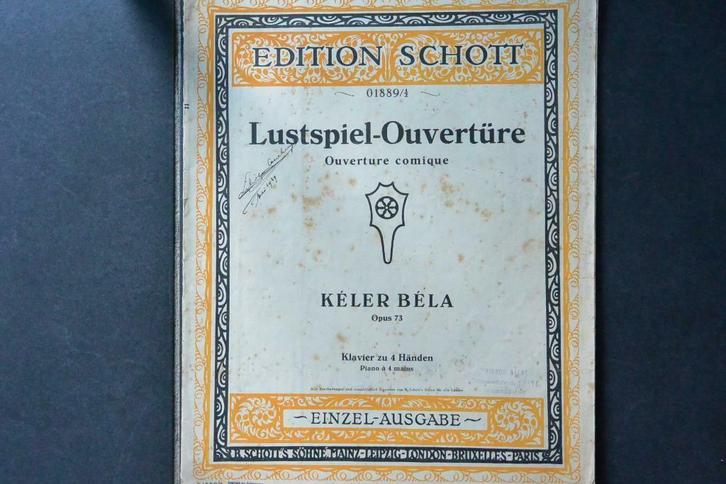 EDITION SCHOTT
01889/4
Lustspiel-Ouvertüre
Ouverture comique
KÉLER BÉLA
Opus 73
Klavier zu 4 Händen
Piano à 4 mains
EINZEL-AUSGABE
B. SCHOTT'S SÖHNE, MAINZ-LEIPZIG-LONDON-BRUXELLES-PARIS